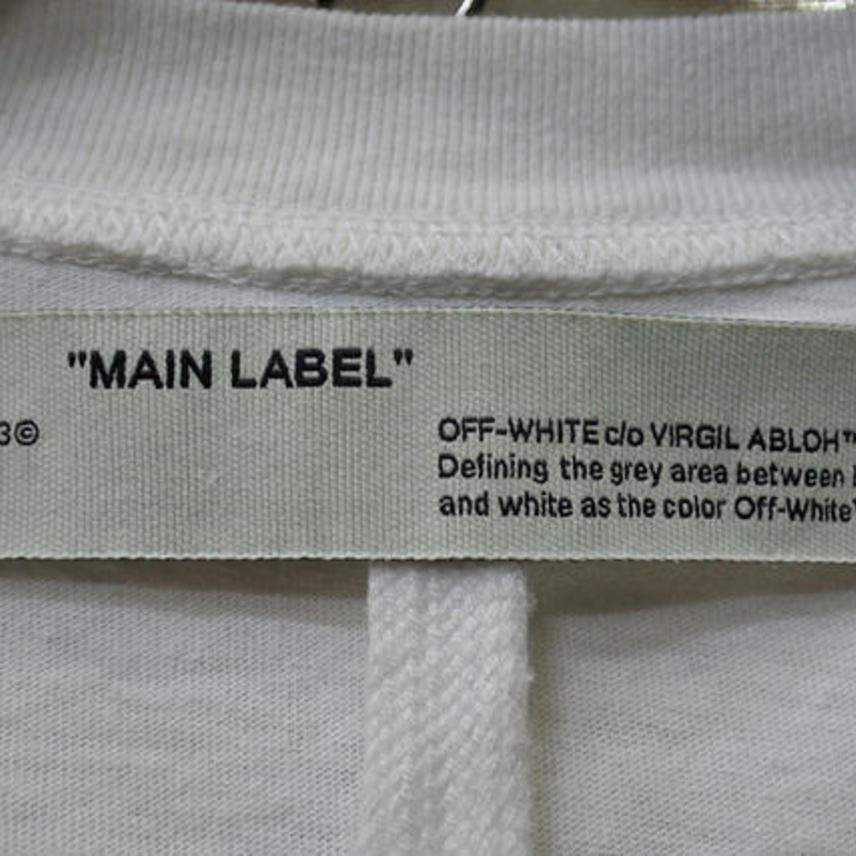 "MAIN LABEL"
3©
OFF-WHITE c/o VIRGIL ABLOH™
Defining the grey area between
and white as the color Off-White